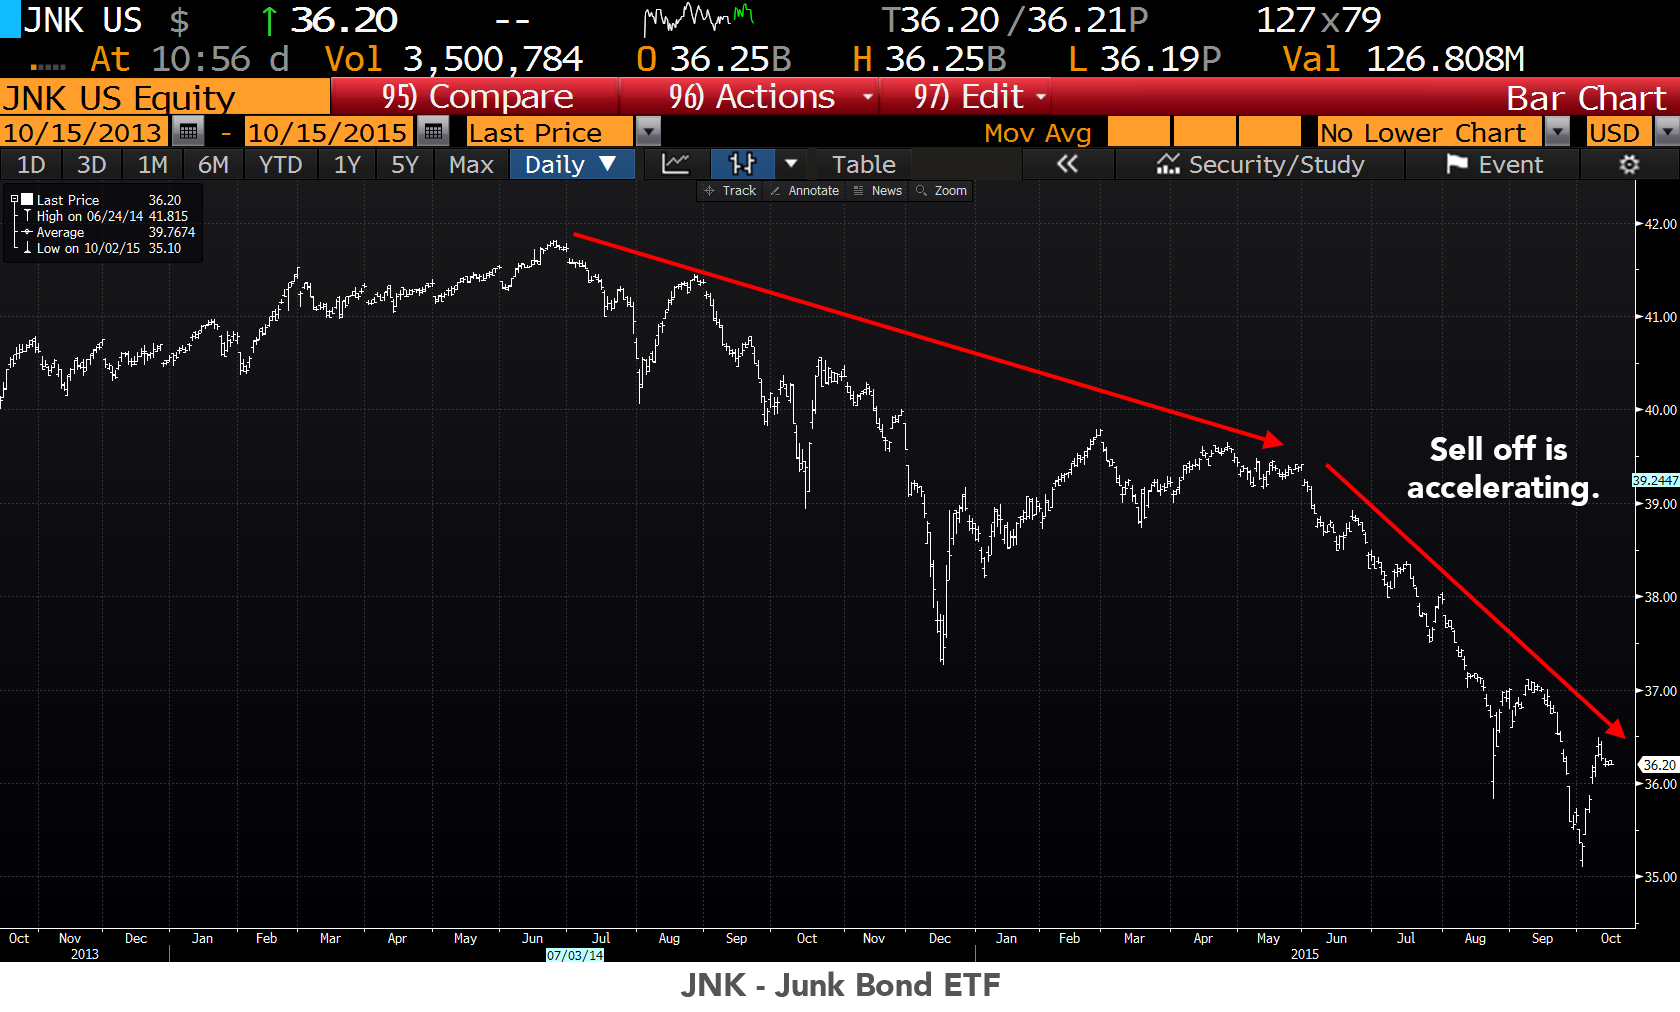 JNK US $ ↑ 36.20 -- T36.20 /36.21P 127x79
At 10:56 d Vol 3,500,784 O 36.25B H 36.25B L 36.19P Val 126.808M
JNK US Equity 95) Compare 96) Actions 97) Edit Bar Chart
10/15/2013 - 10/15/2015 Last Price Mov Avg No Lower Chart USD
1D 3D 1M 6M YTD 1Y 5Y Max Daily ▼ Table « Security/Study Event
Track Annotate News Zoom
Last Price 36.20
High on 06/24/14 41.815
Average 39.7674
Low on 10/02/15 35.10
42.00
41.00
40.00
Sell off is
accelerating.
39.2447
39.00
38.00
37.00
36.20
36.00
35.00
Oct Nov Dec Jan Feb Mar Apr May Jun Jul Aug Sep Oct Nov Dec Jan Feb Mar Apr May Jun Jul Aug Sep Oct
2013 07/03/14 2015
JNK - Junk Bond ETF